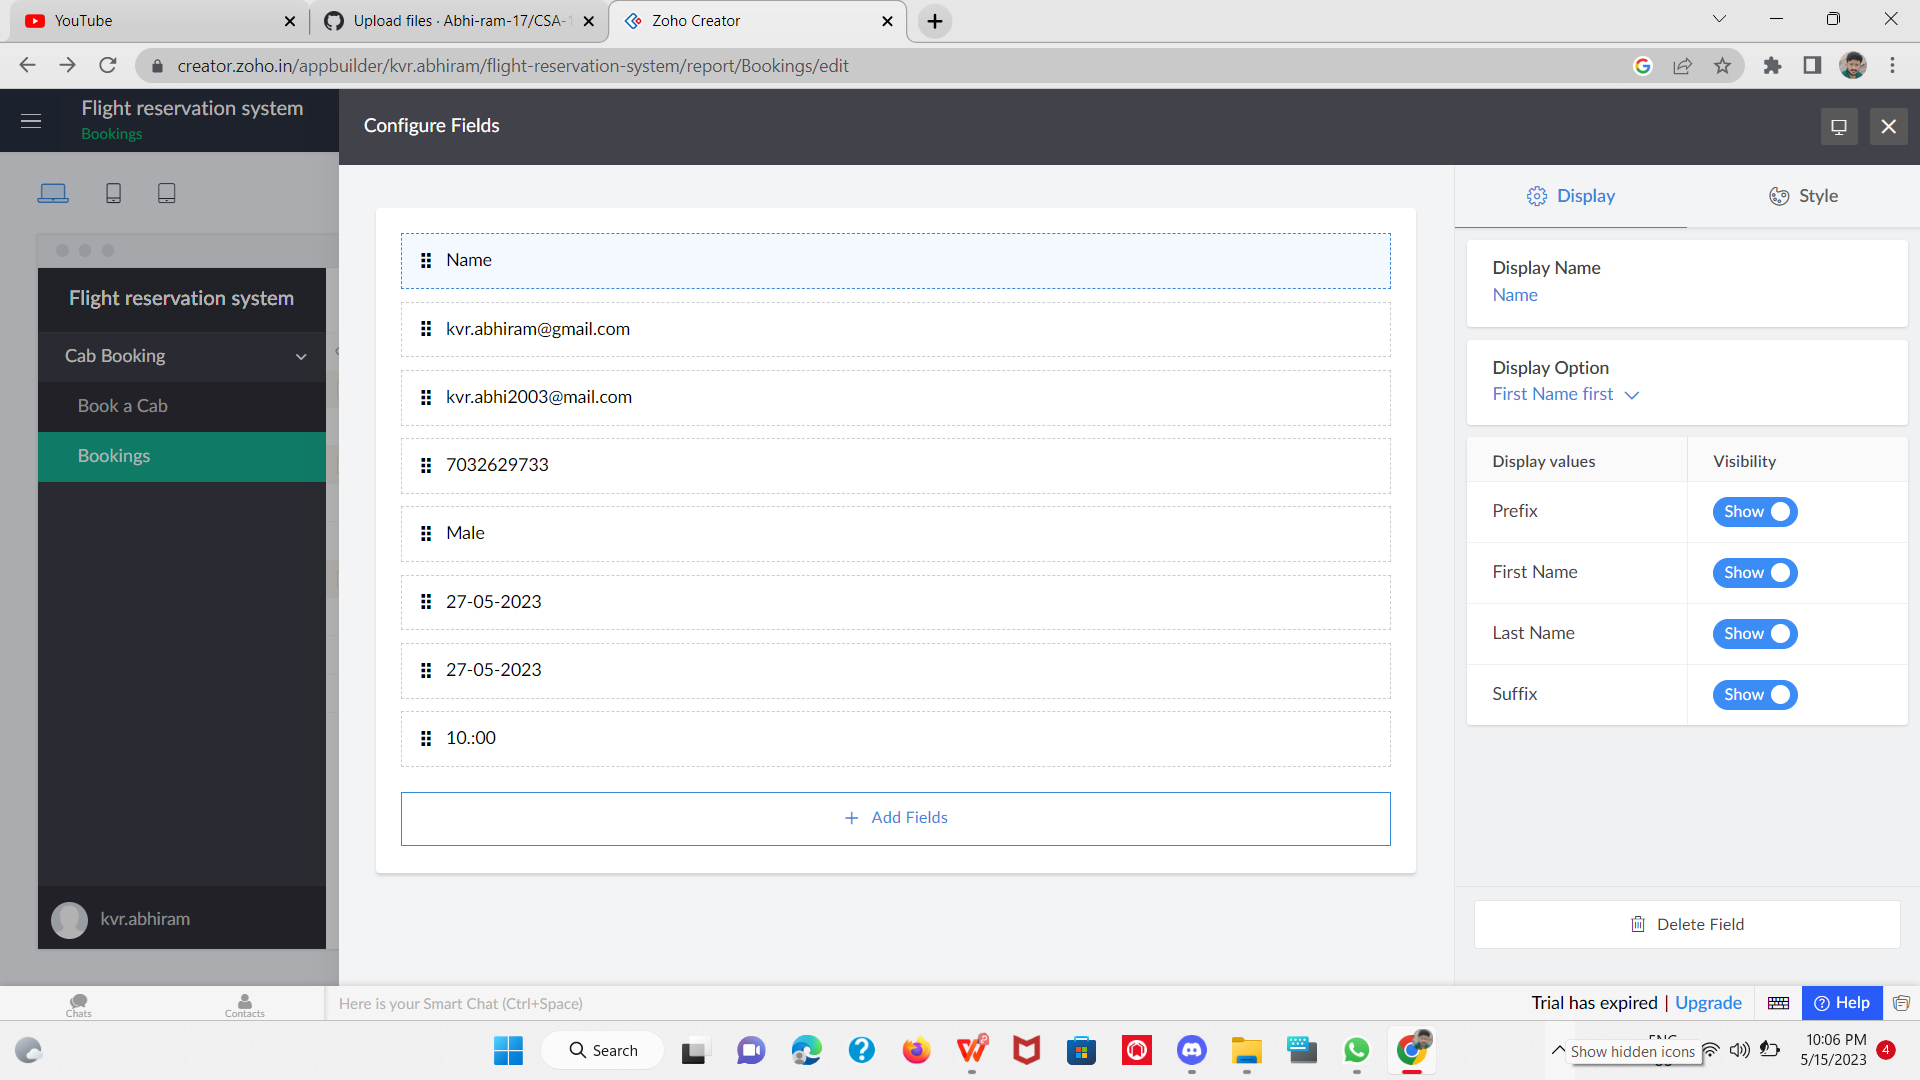 YouTube
Upload files · Abhi-ram-17/CSA-
Zoho Creator
creator.zoho.in/appbuilder/kvr.abhiram/flight-reservation-system/report/Bookings/edit
Flight reservation system
Bookings
Configure Fields
Flight reservation system
Cab Booking
Book a Cab
Bookings
kvr.abhiram
Name
kvr.abhiram@gmail.com
kvr.abhi2003@mail.com
7032629733
Male
27-05-2023
27-05-2023
10.:00
+ Add Fields
Display
Style
Display Name
Name
Display Option
First Name first
Display values Visibility
Prefix Show
First Name Show
Last Name Show
Suffix Show
Delete Field
Chats
Contacts
Here is your Smart Chat (Ctrl+Space)
Trial has expired | Upgrade
Help
Search
Show hidden icons
10:06 PM
5/15/2023
4